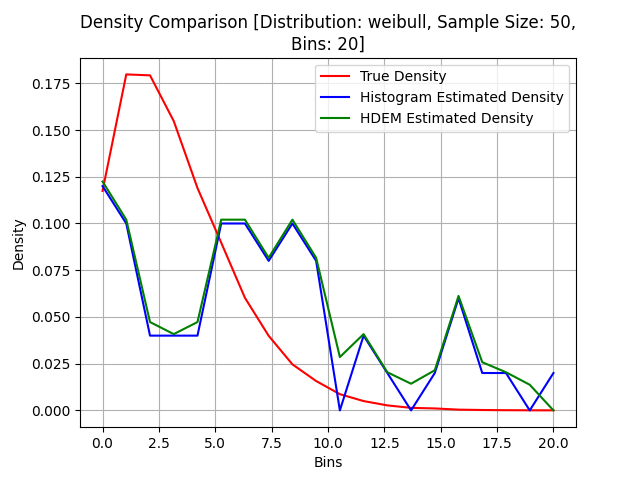 Density Comparison [Distribution: weibull, Sample Size: 50,
Bins: 20]
True Density
Histogram Estimated Density
HDEM Estimated Density
Density
0.175
0.150
0.125
0.100
0.075
0.050
0.025
0.000
0.0 2.5 5.0 7.5 10.0 12.5 15.0 17.5 20.0
Bins